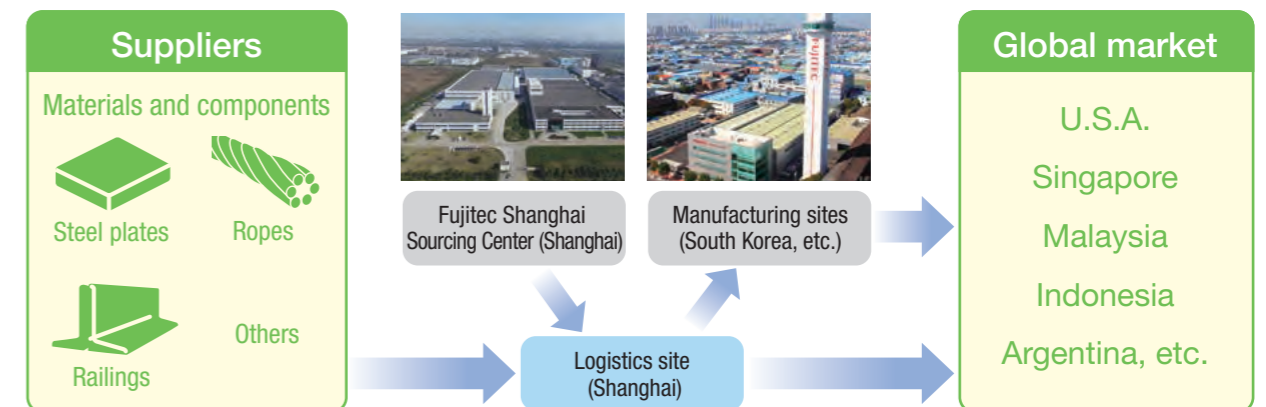 Suppliers
Materials and components
Steel plates
Ropes
Railings
Others
FUJITEC
Fujitec Shanghai
Sourcing Center (Shanghai)
Manufacturing sites
(South Korea, etc.)
Logistics site
(Shanghai)
Global market
U.S.A.
Singapore
Malaysia
Indonesia
Argentina, etc.